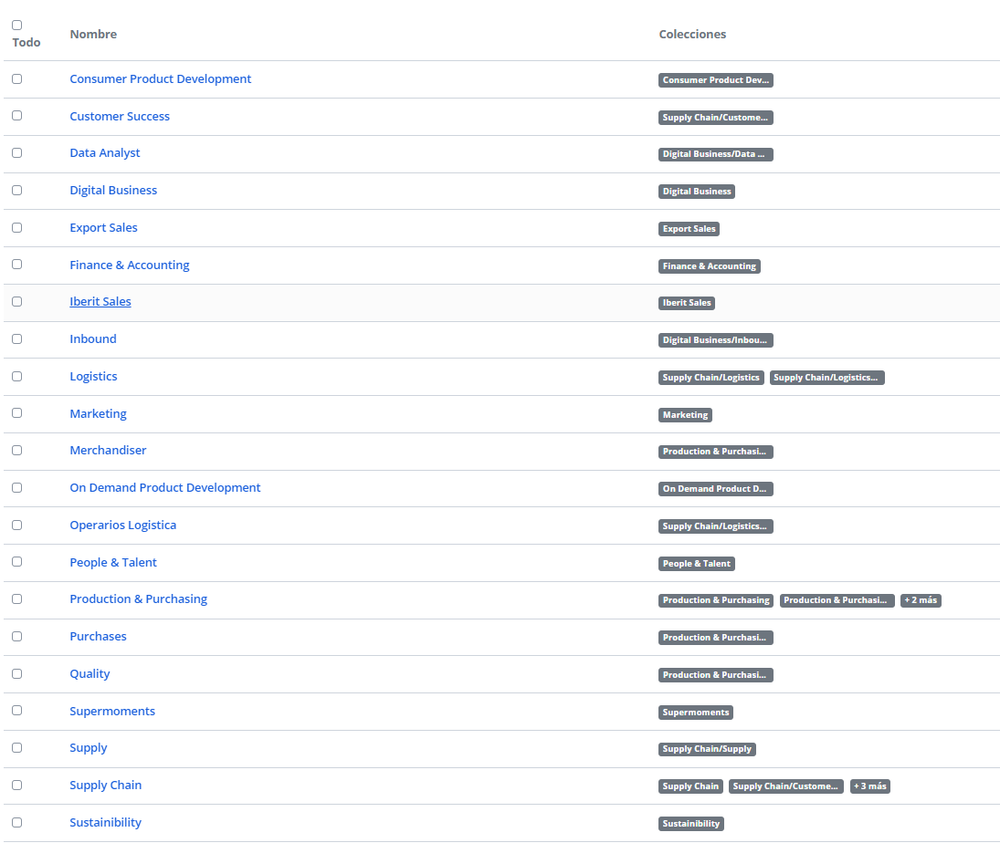 Todo
Nombre Colecciones
Consumer Product Development Consumer Product Dev...
Customer Success Supply Chain/Custome...
Data Analyst Digital Business/Data ...
Digital Business Digital Business
Export Sales Export Sales
Finance & Accounting Finance & Accounting
Iberit Sales Iberit Sales
Inbound Digital Business/Inbou...
Logistics Supply Chain/Logistics Supply Chain/Logistics...
Marketing Marketing
Merchandiser Production & Purchasi...
On Demand Product Development On Demand Product D...
Operarios Logistica Supply Chain/Logistics...
People & Talent People & Talent
Production & Purchasing Production & Purchasing Production & Purchasi... + 2 más
Purchases Production & Purchasi...
Quality Production & Purchasi...
Supermoments Supermoments
Supply Supply Chain/Supply
Supply Chain Supply Chain Supply Chain/Custome... + 3 más
Sustainibility Sustainibility